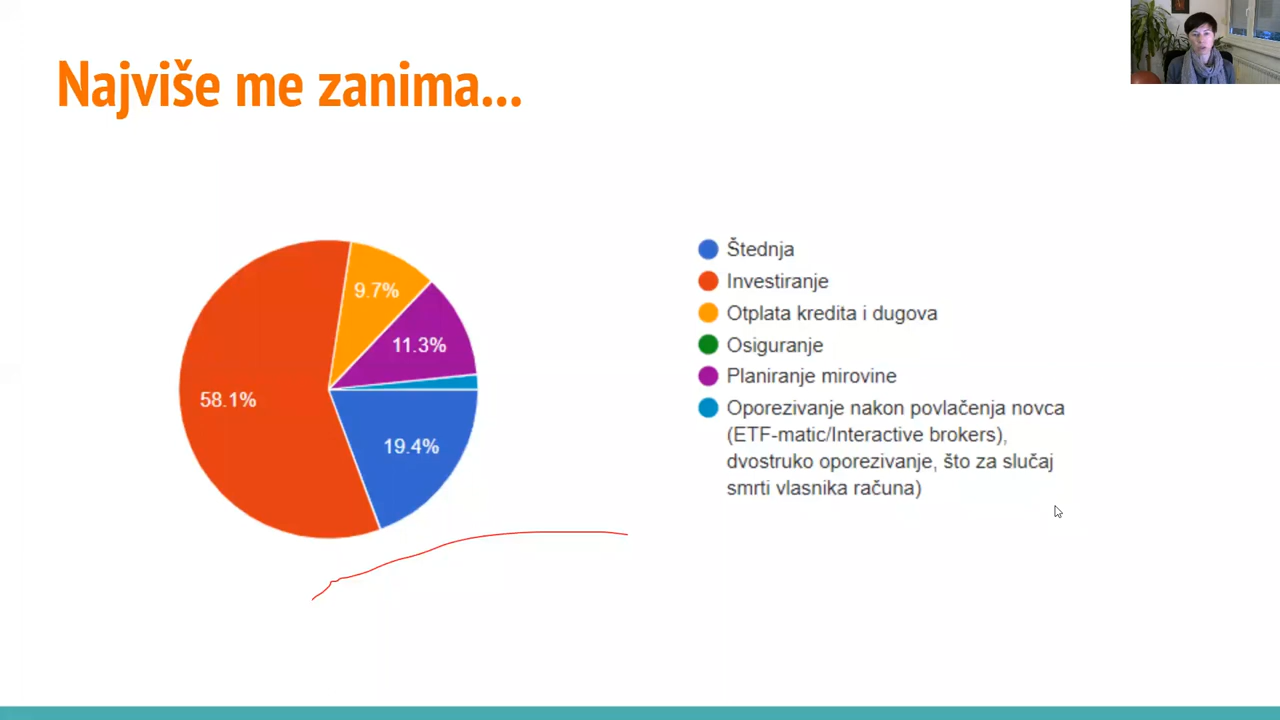 Najviše me zanima...
9.7%
11.3%
58.1%
19.4%
Štednja
Investiranje
Otplata kredita i dugova
Osiguranje
Planiranje mirovine
Oporezivanje nakon povlačenja novca
(ETF-matic/Interactive brokers),
dvostruko oporezivanje, što za slučaj
smrti vlasnika računa)